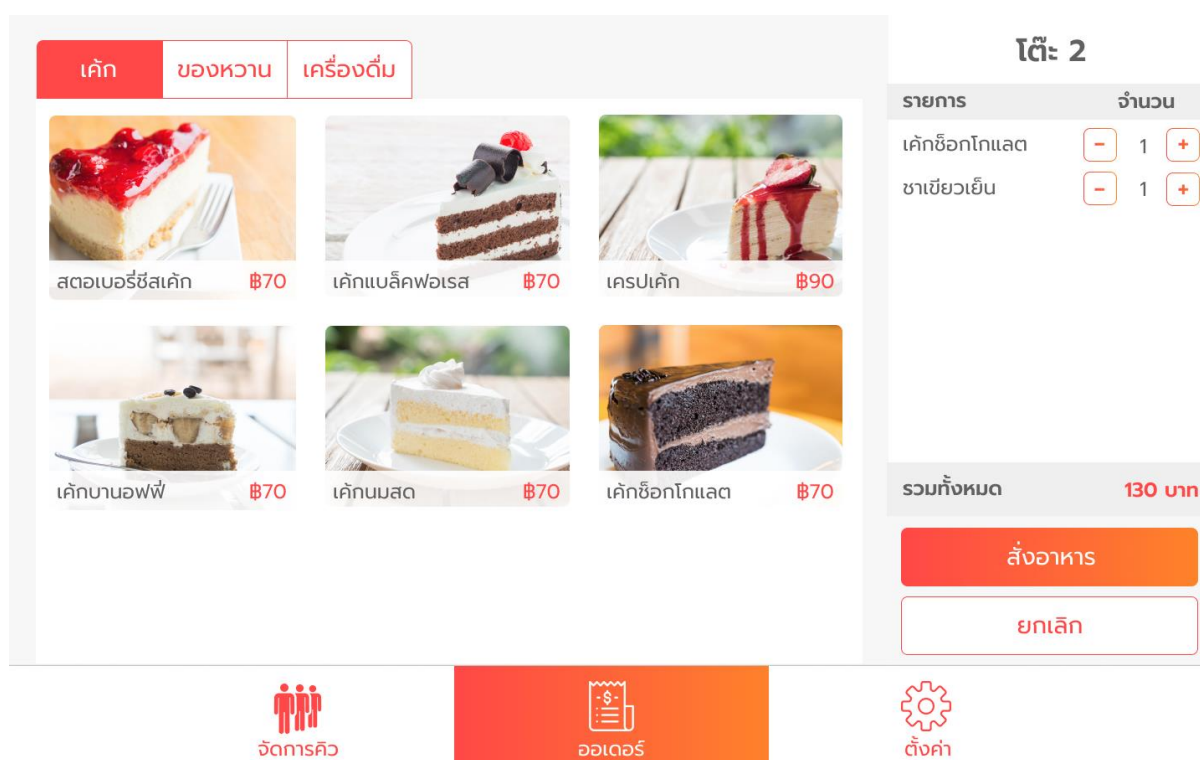 เค้ก ของหวาน เครื่องดื่ม
สตอเบอรี่ชีสเค้ก ฿70
เค้กแบล็คฟอเรส ฿70
เครปเค้ก ฿90
เค้กบานอฟฟี่ ฿70
เค้กนมสด ฿70
เค้กช็อกโกแลต ฿70
โต๊ะ 2
รายการ จำนวน
เค้กช็อกโกแลต - 1 +
ชาเขียวเย็น - 1 +
รวมทั้งหมด 130 บาท
สั่งอาหาร
ยกเลิก
จัดการคิว
-$-
ออเดอร์
ตั้งค่า